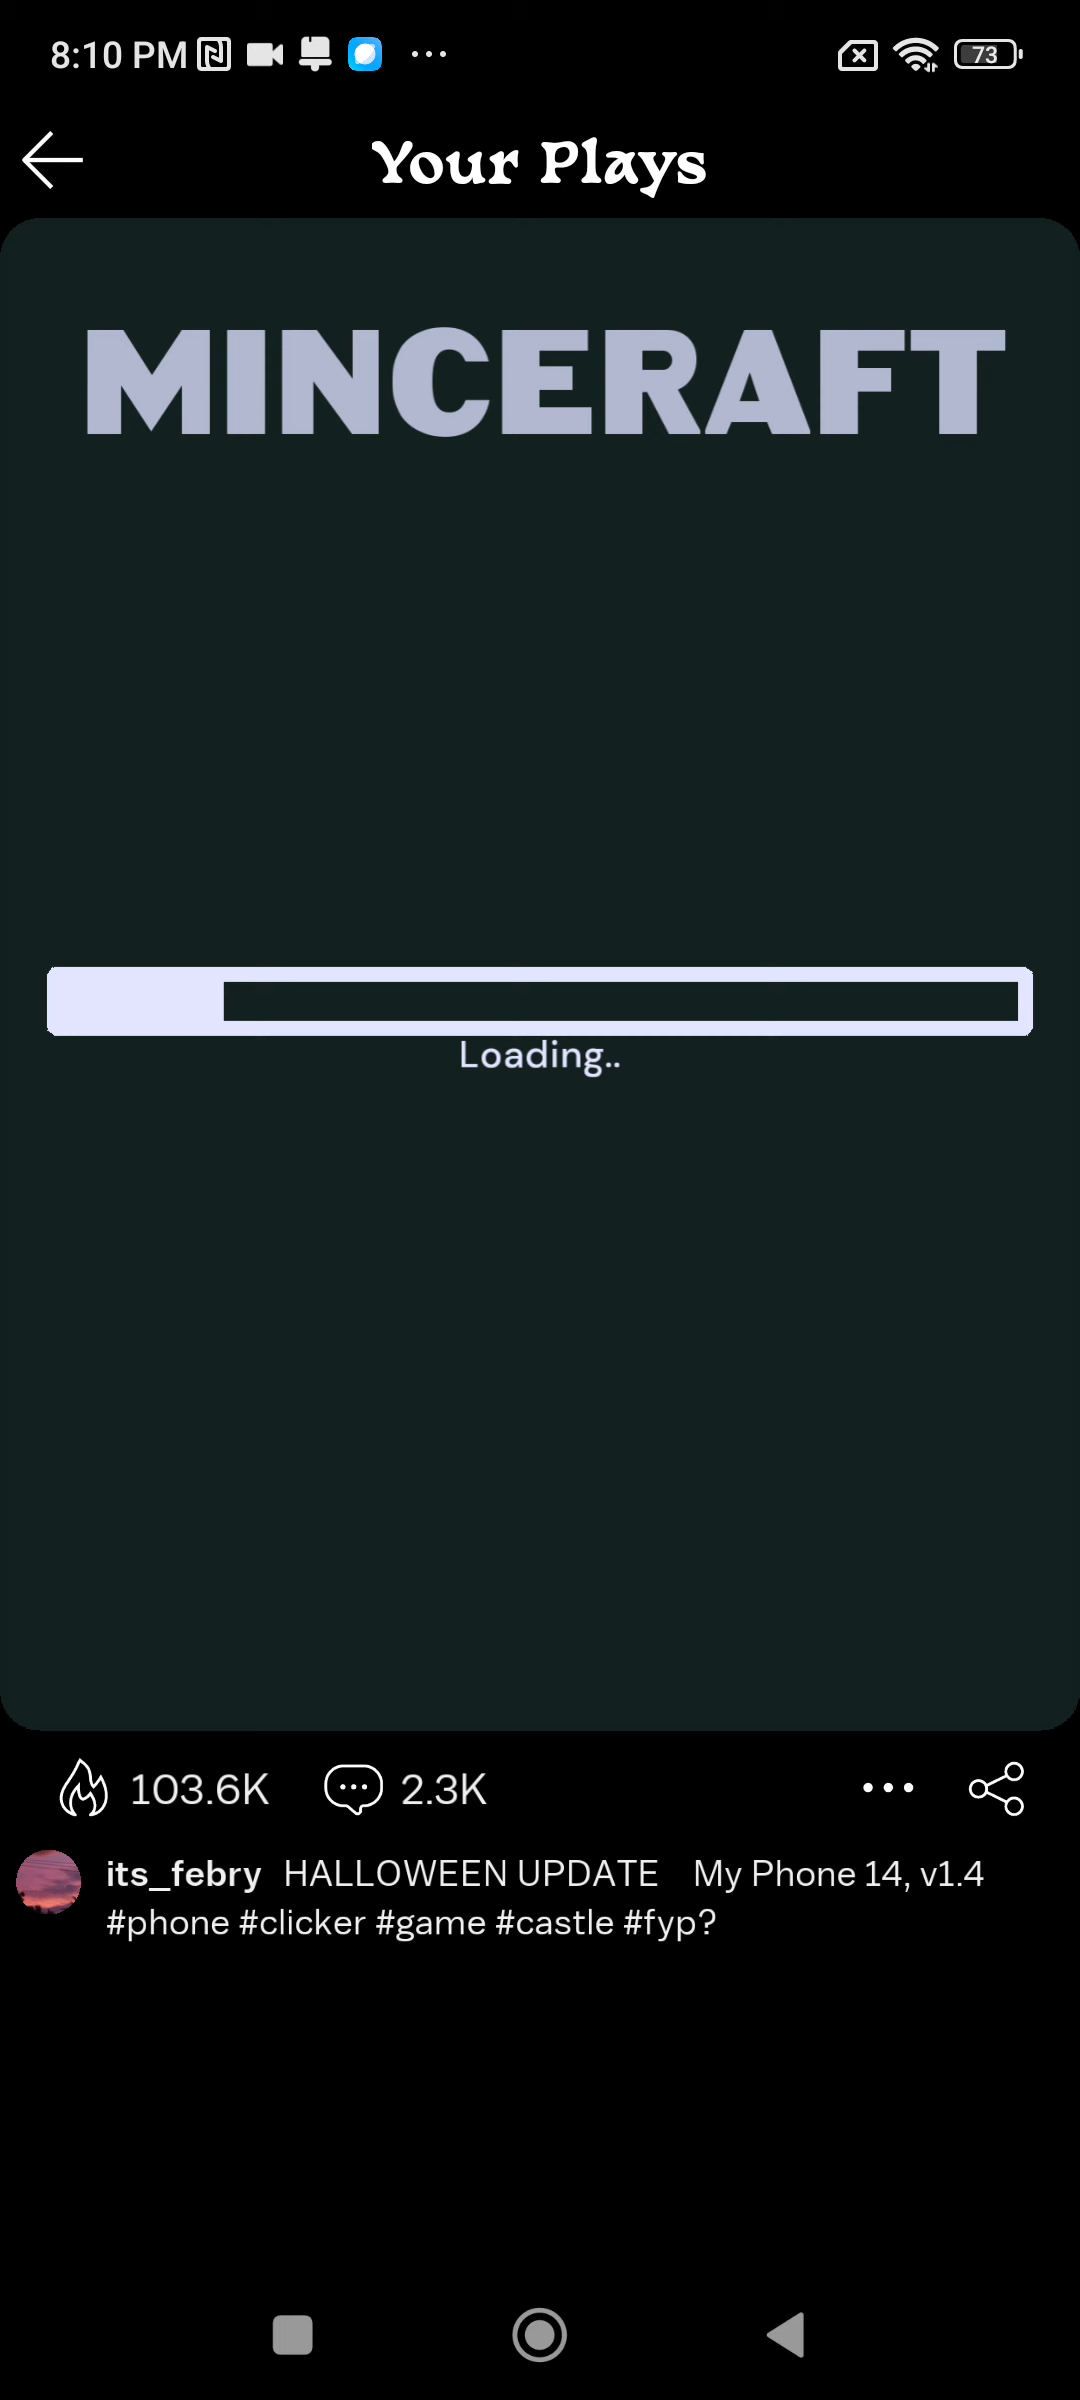 8:10 PM
73
Your Plays
MINCERAFT
Loading..
103.6K 2.3K
its_febry HALLOWEEN UPDATE My Phone 14, v1.4
#phone #clicker #game #castle #fyp?